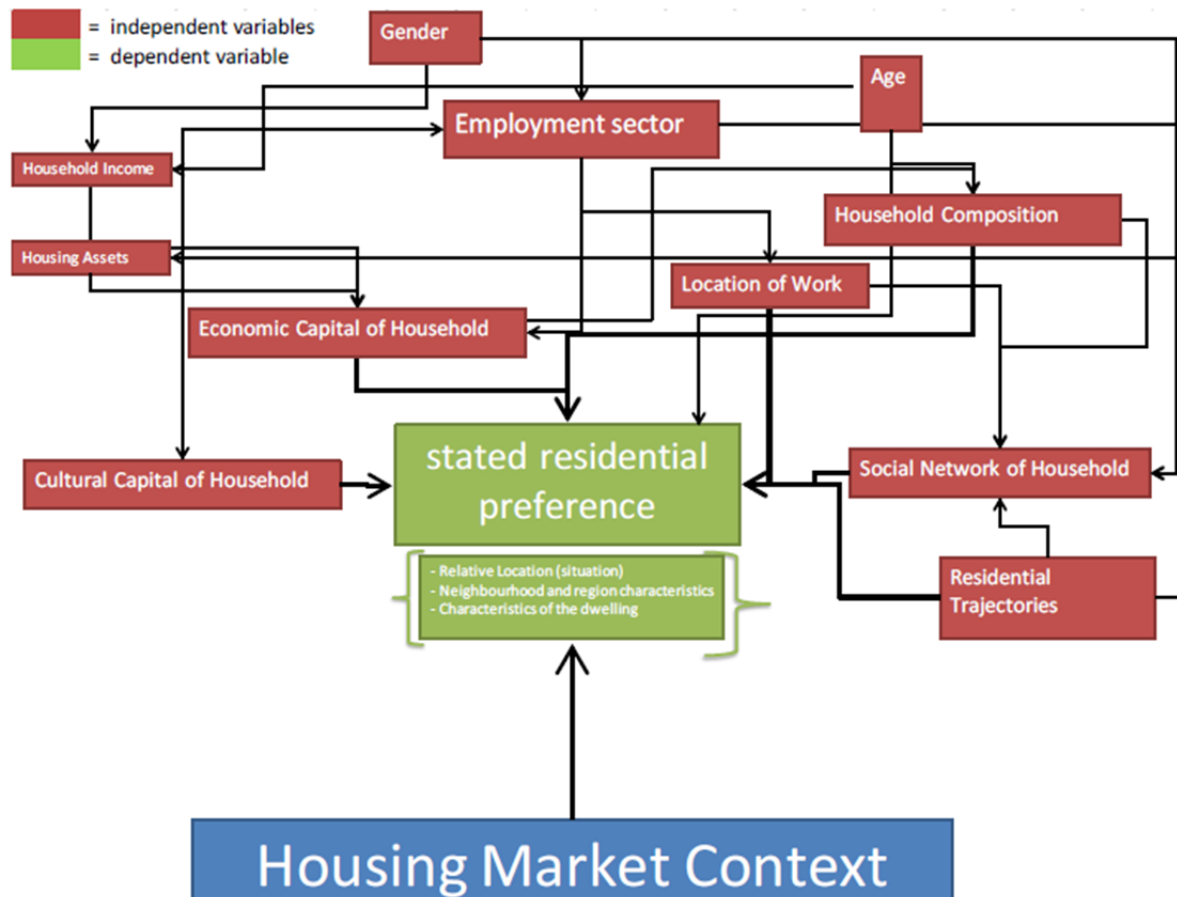 = independent variables
= dependent variable
Gender
Age
Employment sector
Household Income
Household Composition
Housing Assets
Location of Work
Economic Capital of Household
stated residential
preference
Cultural Capital of Household
Social Network of Household
- Relative Location (situation)
- Neighbourhood and region characteristics
- Characteristics of the dwelling
Residential
Trajectories
Housing Market Context